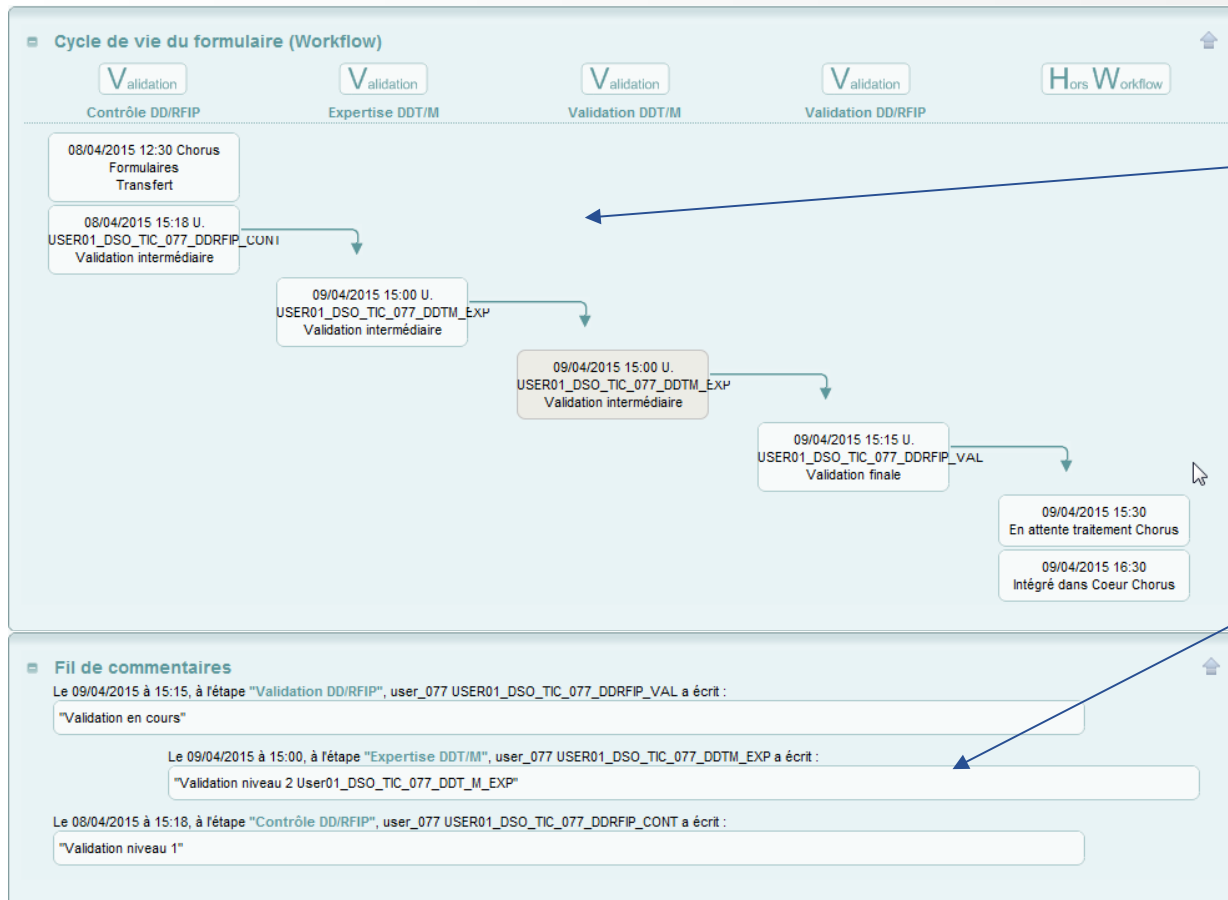 Cycle de vie du formulaire (Workflow)
Validation
Validation
Validation
Validation
Hors Workflow
Contrôle DD/RFIP
Expertise DDT/M
Validation DDT/M
Validation DD/RFIP
08/04/2015 12:30 Chorus
Formulaires
Transfert
08/04/2015 15:18 U.
USER01_DSO_TIC_077_DDRFIP_CONT
Validation intermédiaire
09/04/2015 15:00 U.
USER01_DSO_TIC_077_DDTM_EXP
Validation intermédiaire
09/04/2015 15:00 U.
USER01_DSO_TIC_077_DDTM_EXP
Validation intermédiaire
09/04/2015 15:15 U.
USER01_DSO_TIC_077_DDRFIP_VAL
Validation finale
09/04/2015 15:30
En attente traitement Chorus
09/04/2015 16:30
Intégré dans Coeur Chorus
Fil de commentaires
Le 09/04/2015 à 15:15, à l'étape "Validation DD/RFIP", user_077 USER01_DSO_TIC_077_DDRFIP_VAL a écrit :
"Validation en cours"
Le 09/04/2015 à 15:00, à l'étape "Expertise DDT/M", user_077 USER01_DSO_TIC_077_DDTM_EXP a écrit :
"Validation niveau 2 User01_DSO_TIC_077_DDT_M_EXP"
Le 08/04/2015 à 15:18, à l'étape "Contrôle DD/RFIP", user_077 USER01_DSO_TIC_077_DDRFIP_CONT a écrit :
"Validation niveau 1"